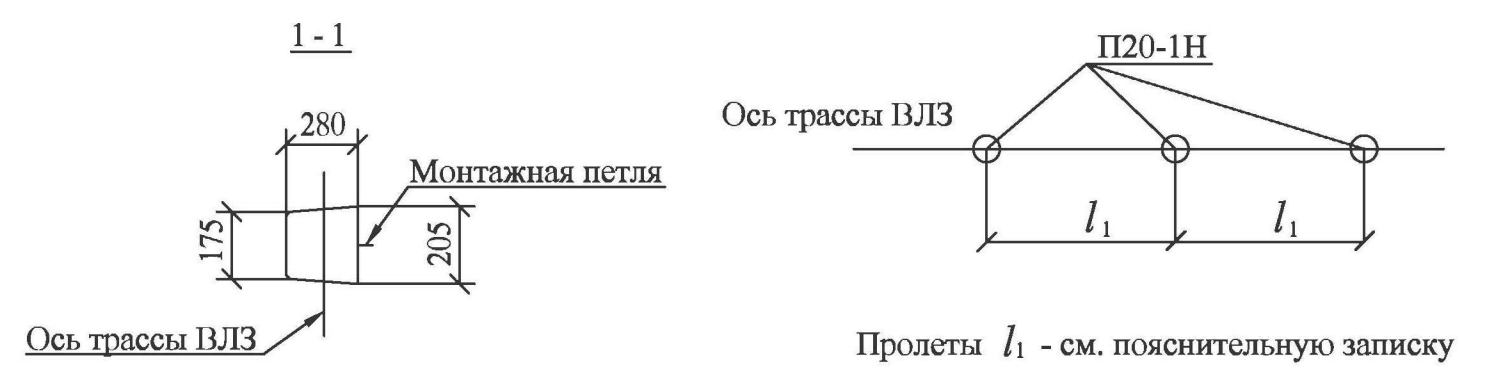 1 - 1
280
Монтажная петля
175
205
Ось трассы ВЛЗ
П20-1Н
Ось трассы ВЛЗ
l1
l1
Пролеты l1 - см. пояснительную записку